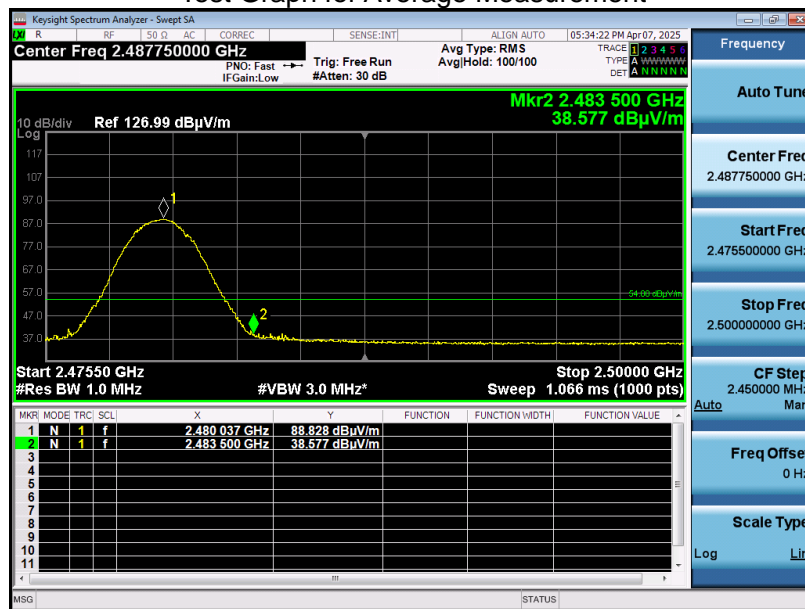 Test Graph for Average Measurement
Keysight Spectrum Analyzer - Swept SA
LXI R RF 50 Ω AC CORREC SENSE:INT ALIGN AUTO 05:34:22 PM Apr 07, 2025
Center Freq 2.487750000 GHz
PNO: Fast
IFGain:Low
Trig: Free Run
#Atten: 30 dB
Avg Type: RMS
Avg|Hold: 100/100
TRACE 1 2 3 4 5 6
TYPE A WWWWW
DET A N N N N N
Mkr2 2.483 500 GHz
38.577 dBµV/m
10 dB/div Ref 126.99 dBµV/m
Log
117
107
97.0
87.0
77.0
67.0
57.0
47.0
37.0
1
2
54.00 dBµV/m
Start 2.47550 GHz Stop 2.50000 GHz
#Res BW 1.0 MHz #VBW 3.0 MHz* Sweep 1.066 ms (1000 pts)
MKR MODE TRC SCL X Y FUNCTION FUNCTION WIDTH FUNCTION VALUE
1 N 1 f 2.480 037 GHz 88.828 dBµV/m
2 N 1 f 2.483 500 GHz 38.577 dBµV/m
3
4
5
6
7
8
9
10
11
MSG STATUS
Frequency
Auto Tune
Center Freq
2.487750000 GHz
Start Freq
2.475500000 GHz
Stop Freq
2.500000000 GHz
CF Step
2.450000 MHz
Auto Man
Freq Offset
0 Hz
Scale Type
Log Lin